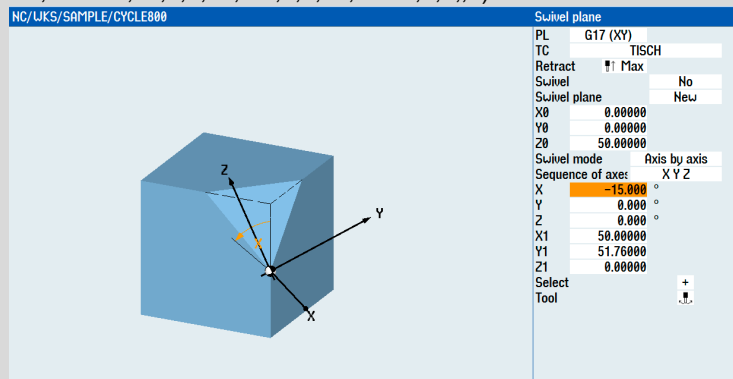 NC/WKS/SAMPLE/CYCLE800
Swivel plane
PL G17 (XY)
TC TISCH
Retract Max
Swivel No
Swivel plane New
X0 0.00000
Y0 0.00000
Z0 50.00000
Swivel mode Axis by axis
Sequence of axes X Y Z
X -15.000 °
Y 0.000 °
Z 0.000 °
X1 50.00000
Y1 51.76000
Z1 0.00000
Select +
Tool
Z
Y
X